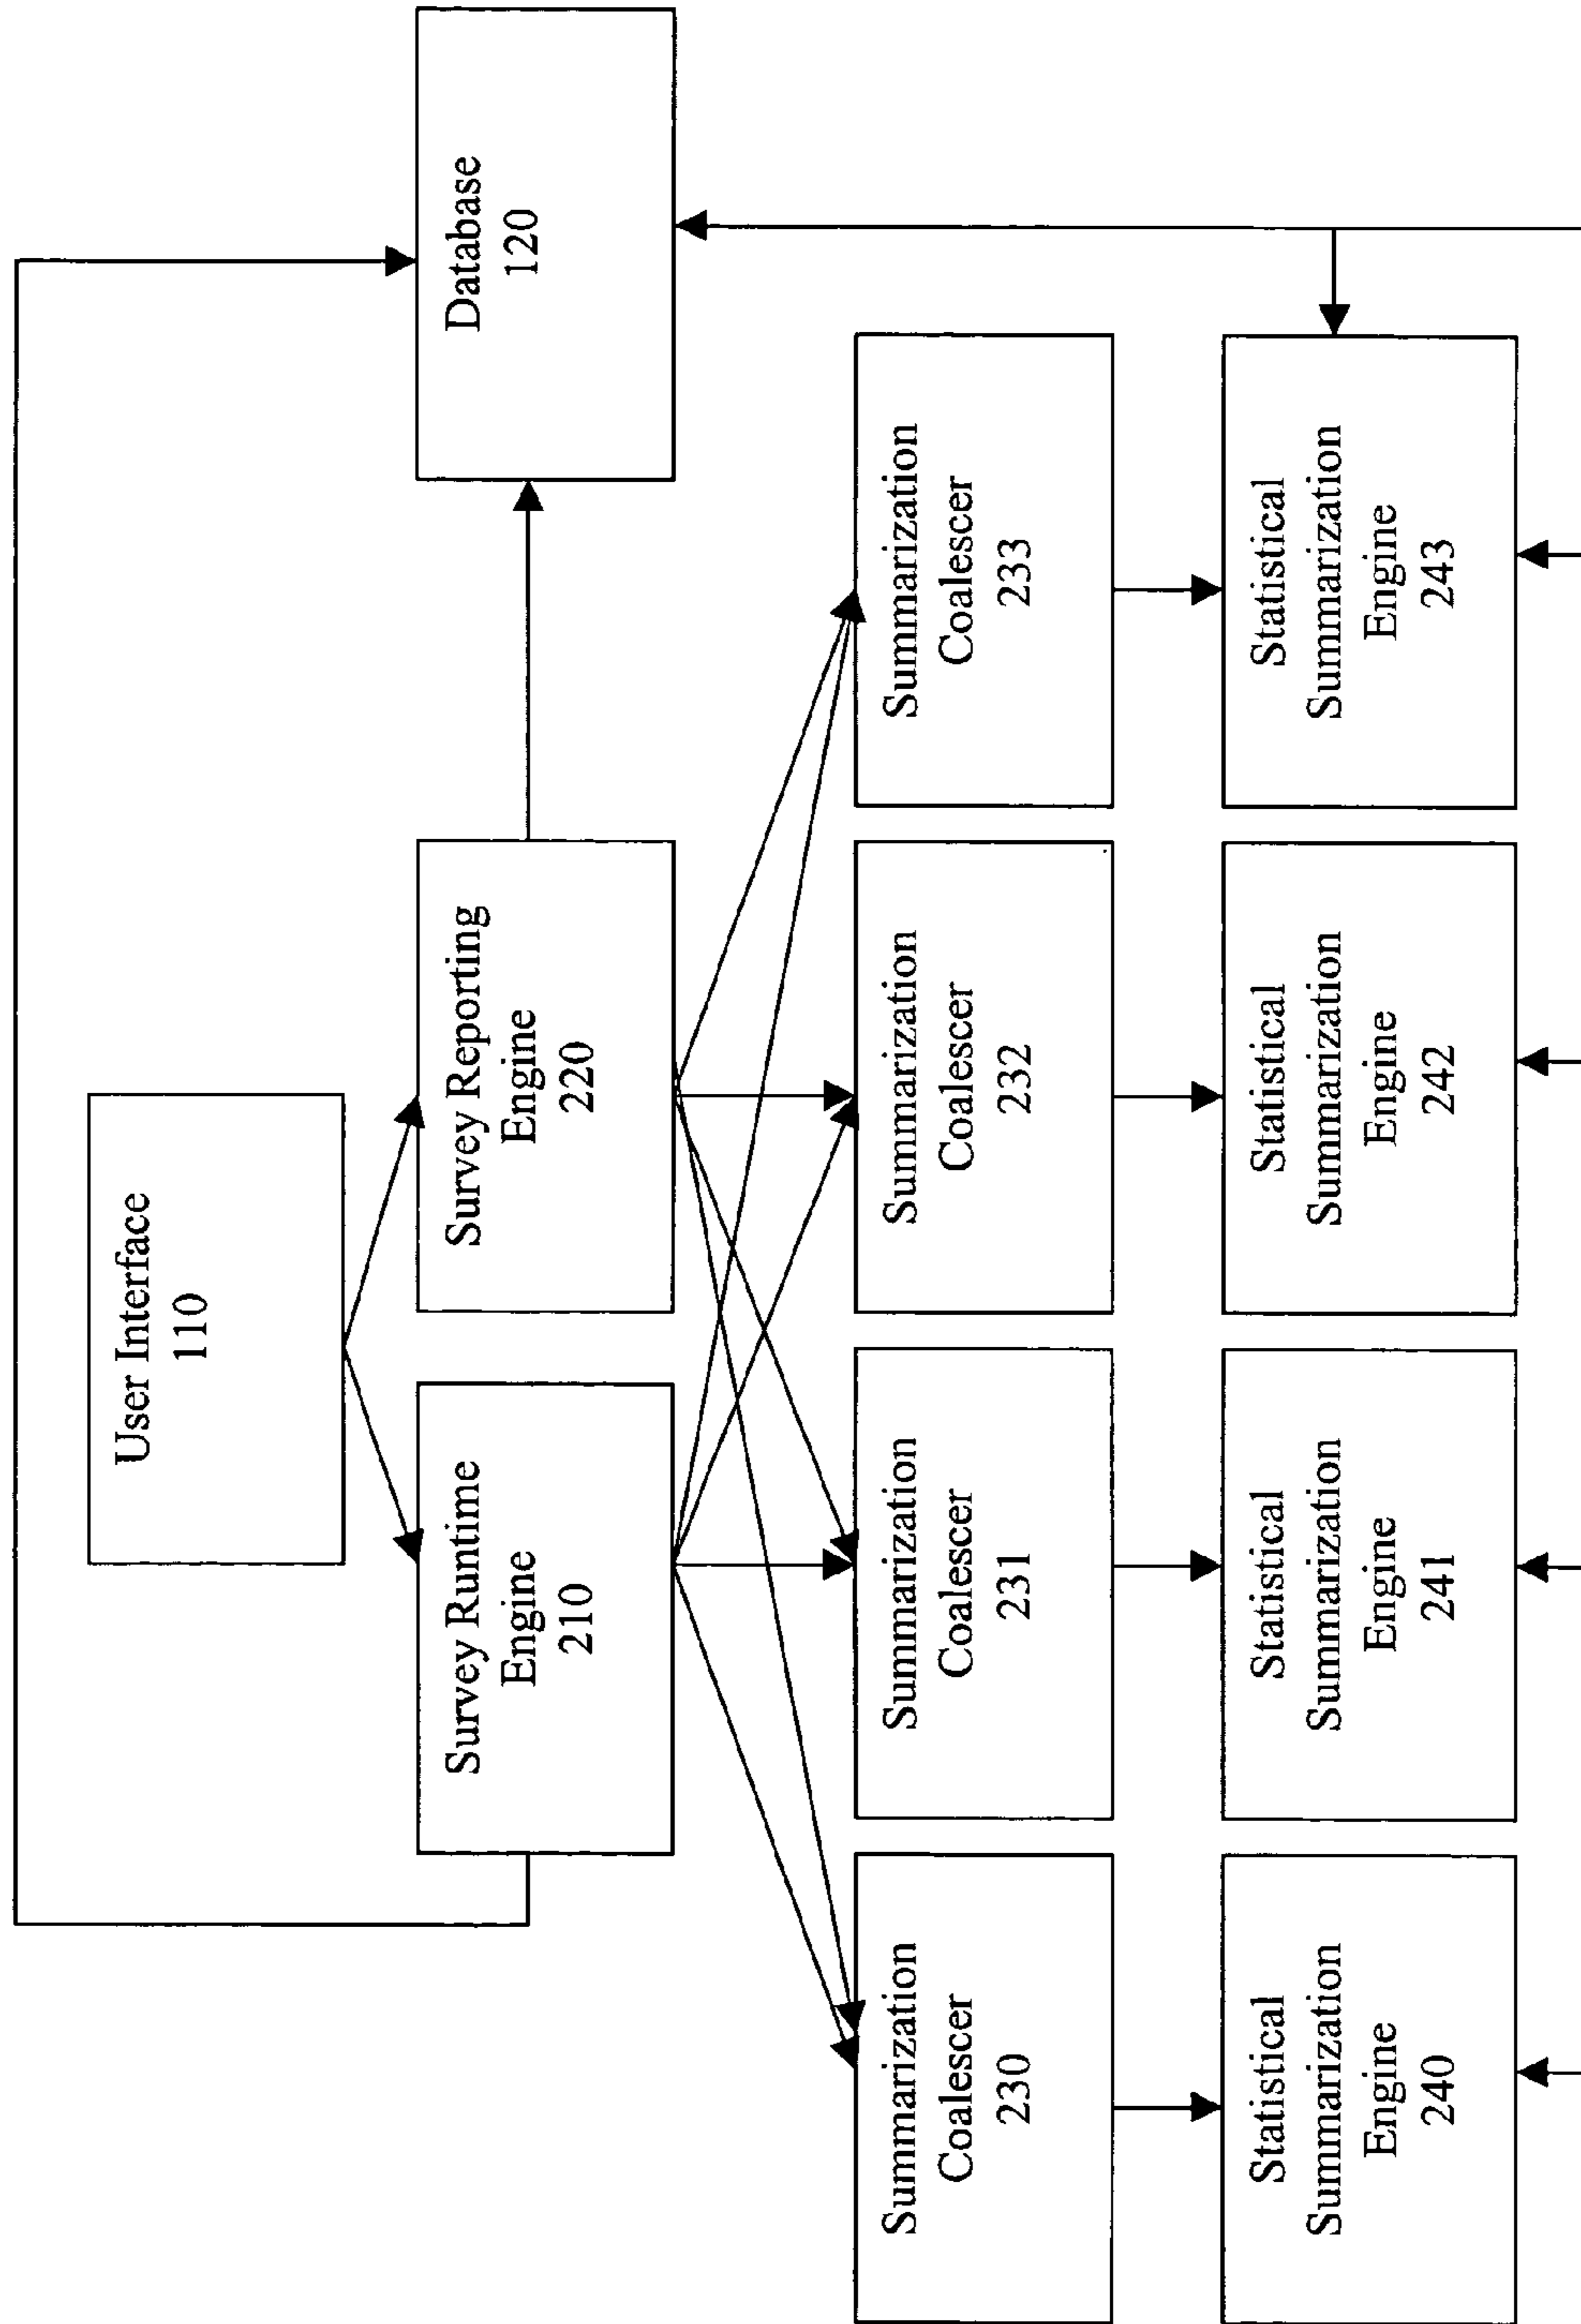 User Interface
110
Survey Runtime
Engine
210
Survey Reporting
Engine
220
Database
120
Summarization
Coalescer
230
Summarization
Coalescer
231
Summarization
Coalescer
232
Summarization
Coalescer
233
Statistical
Summarization
Engine
240
Statistical
Summarization
Engine
241
Statistical
Summarization
Engine
242
Statistical
Summarization
Engine
243